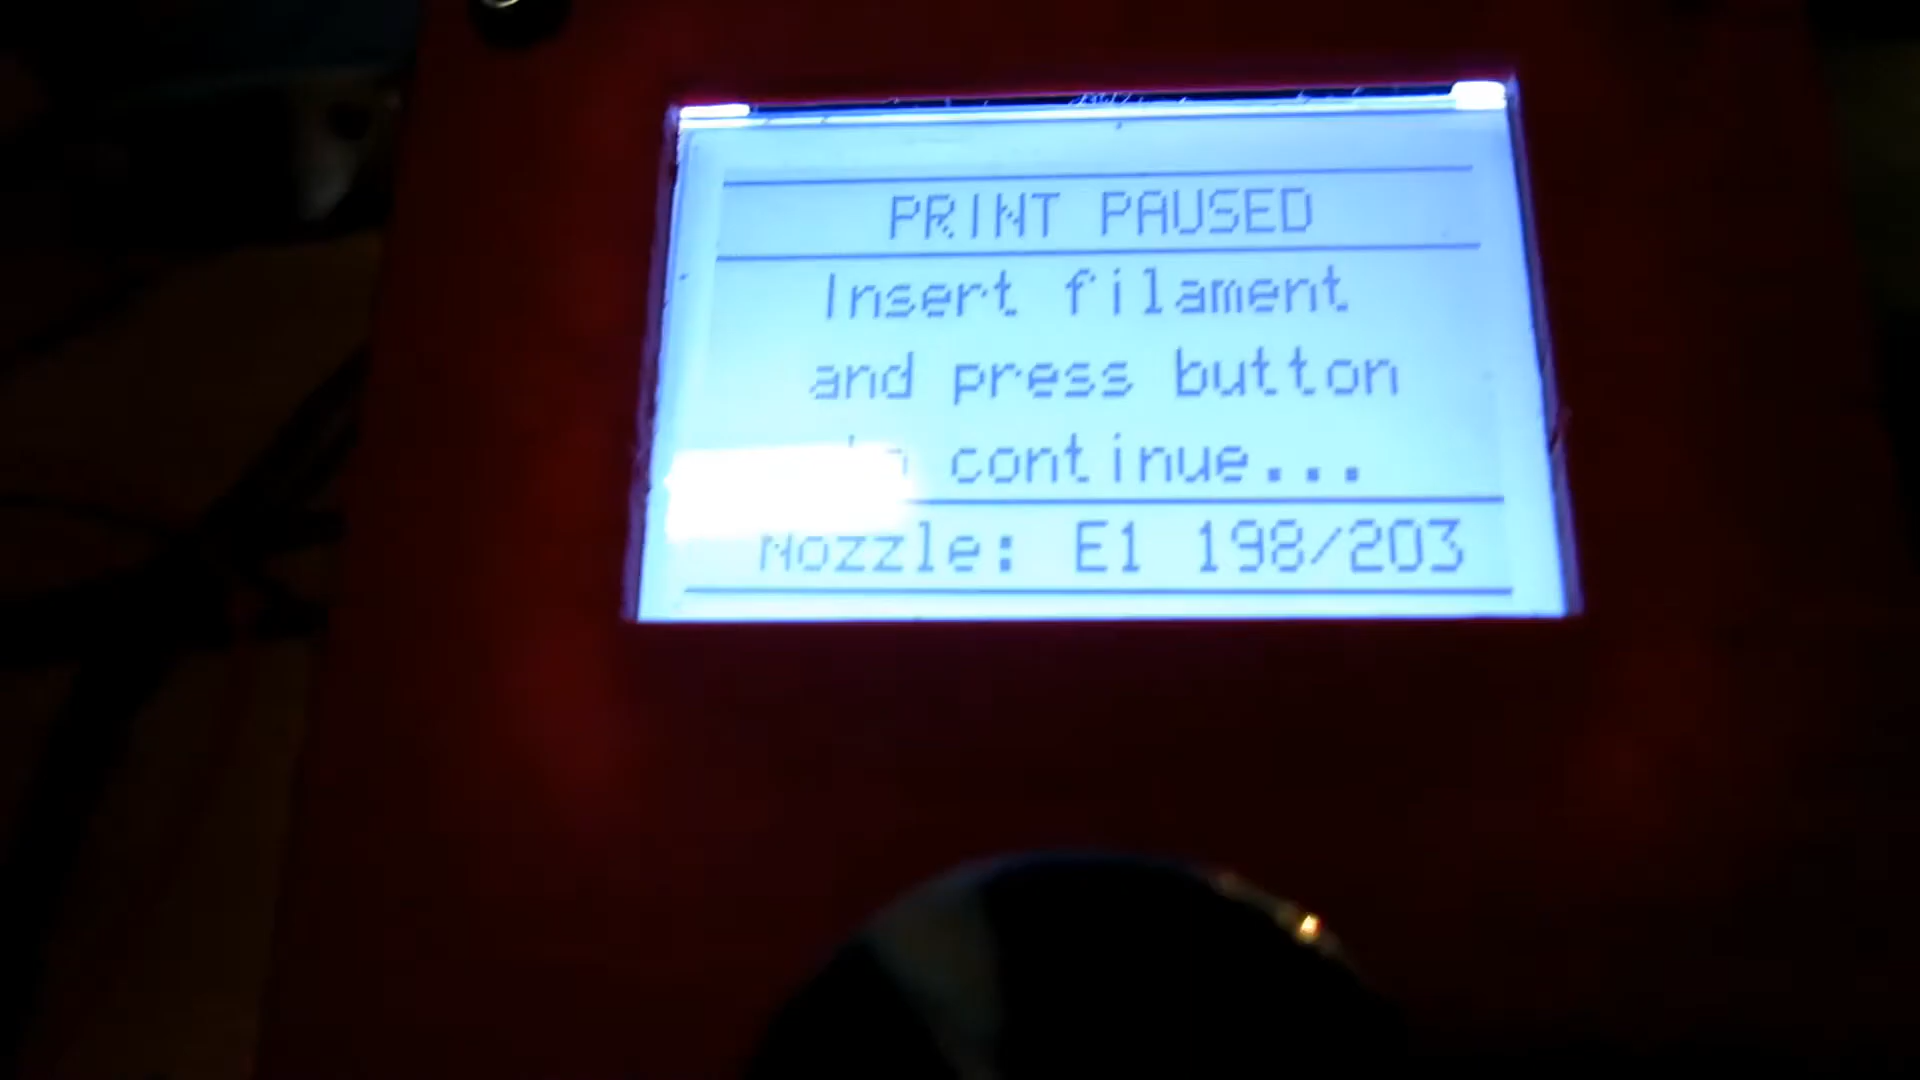 PRINT PAUSED
Insert filament
and press button
continue...
Nozzle: E1 198/203